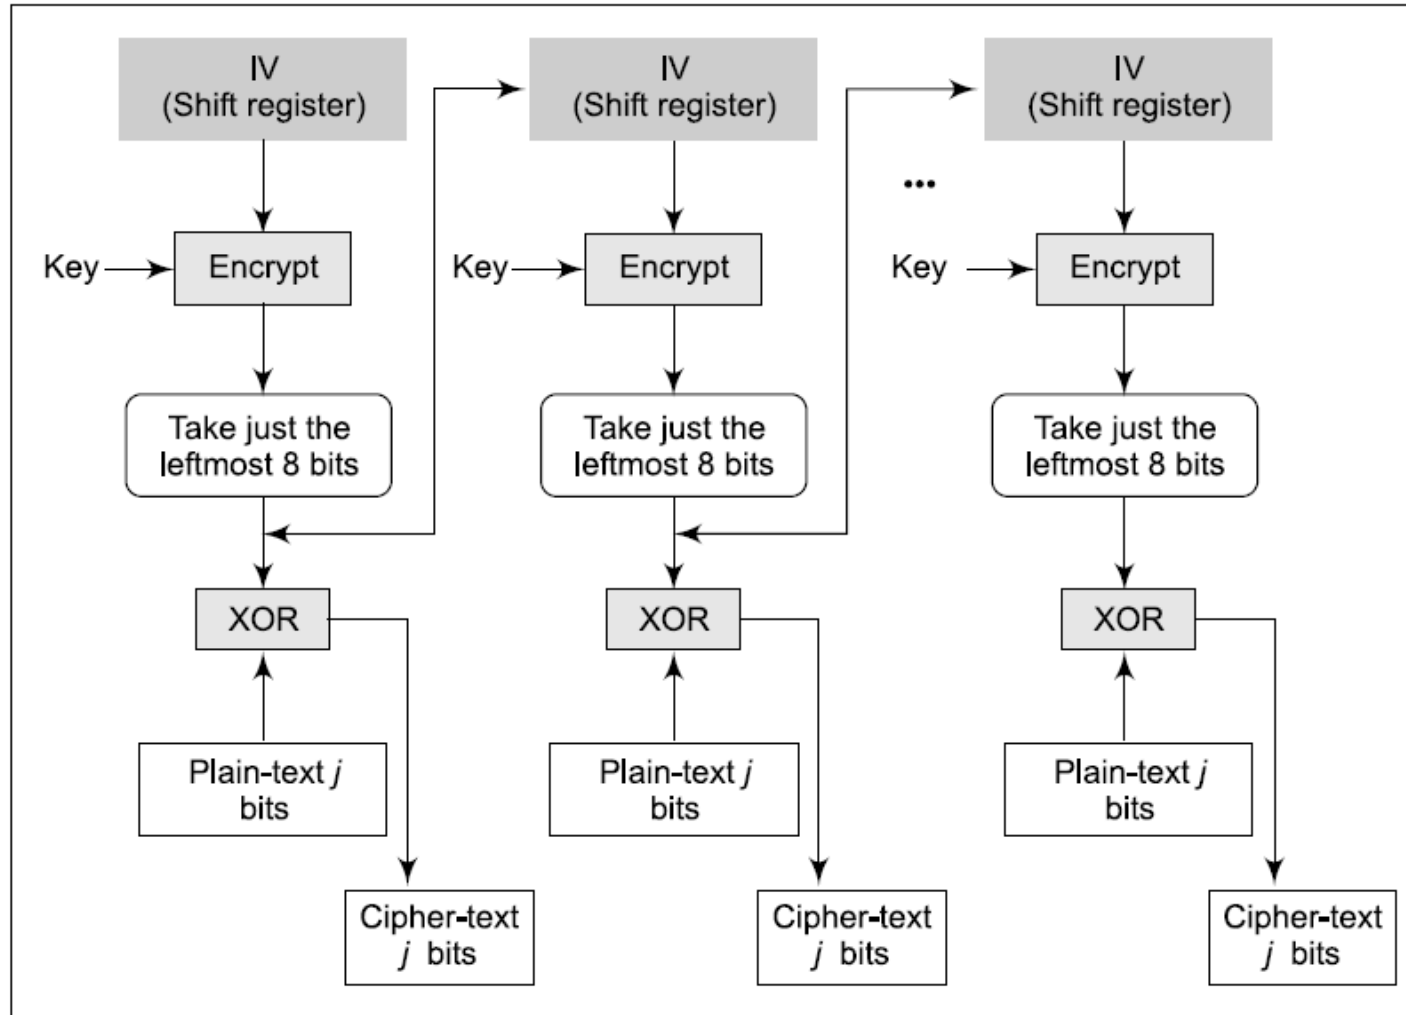 IV
(Shift register)
IV
(Shift register)
IV
(Shift register)
...
Key
Encrypt
Key
Encrypt
Key
Encrypt
Take just the
leftmost 8 bits
Take just the
leftmost 8 bits
Take just the
leftmost 8 bits
XOR
XOR
XOR
Plain-text j
bits
Plain-text j
bits
Plain-text j
bits
Cipher-text
j bits
Cipher-text
j bits
Cipher-text
j bits